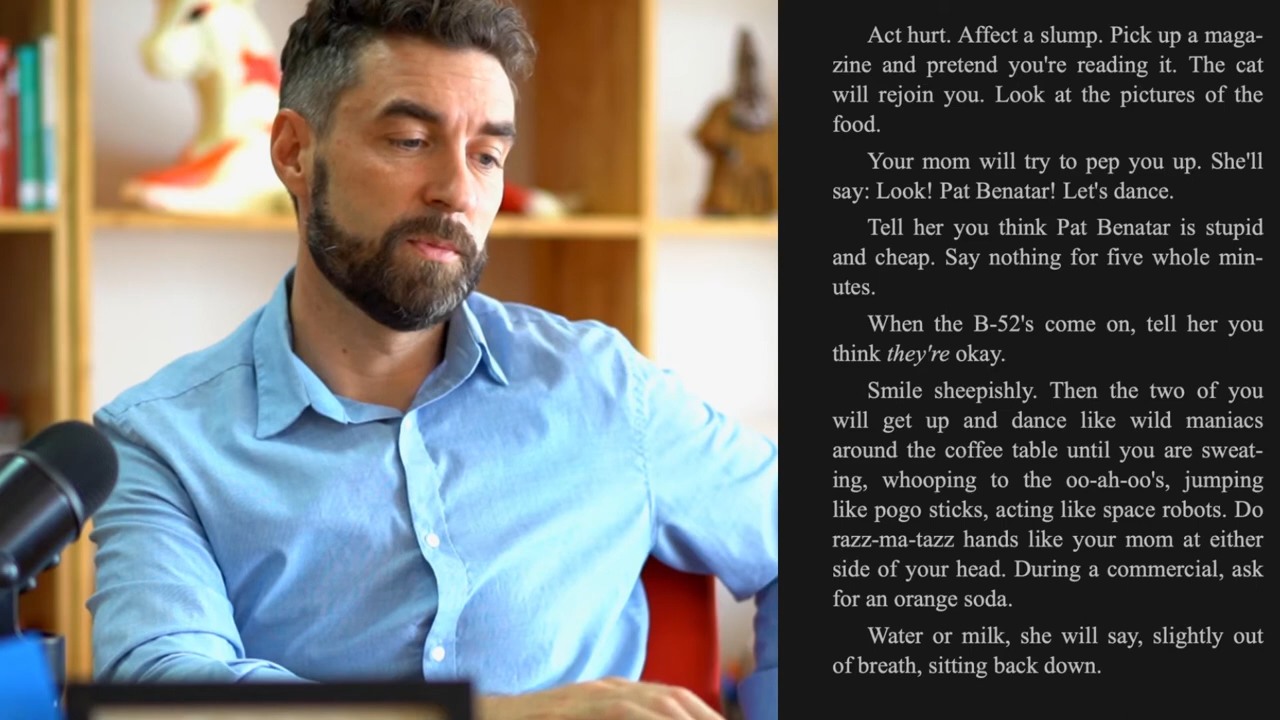 Act hurt. Affect a slump. Pick up a maga-
zine and pretend you're reading it. The cat
will rejoin you. Look at the pictures of the
food.
Your mom will try to pep you up. She'll
say: Look! Pat Benatar! Let's dance.
Tell her you think Pat Benatar is stupid
and cheap. Say nothing for five whole min-
utes.
When the B-52's come on, tell her you
think they're okay.
Smile sheepishly. Then the two of you
will get up and dance like wild maniacs
around the coffee table until you are sweat-
ing, whooping to the oo-ah-oo's, jumping
like pogo sticks, acting like space robots. Do
razz-ma-tazz hands like your mom at either
side of your head. During a commercial, ask
for an orange soda.
Water or milk, she will say, slightly out
of breath, sitting back down.